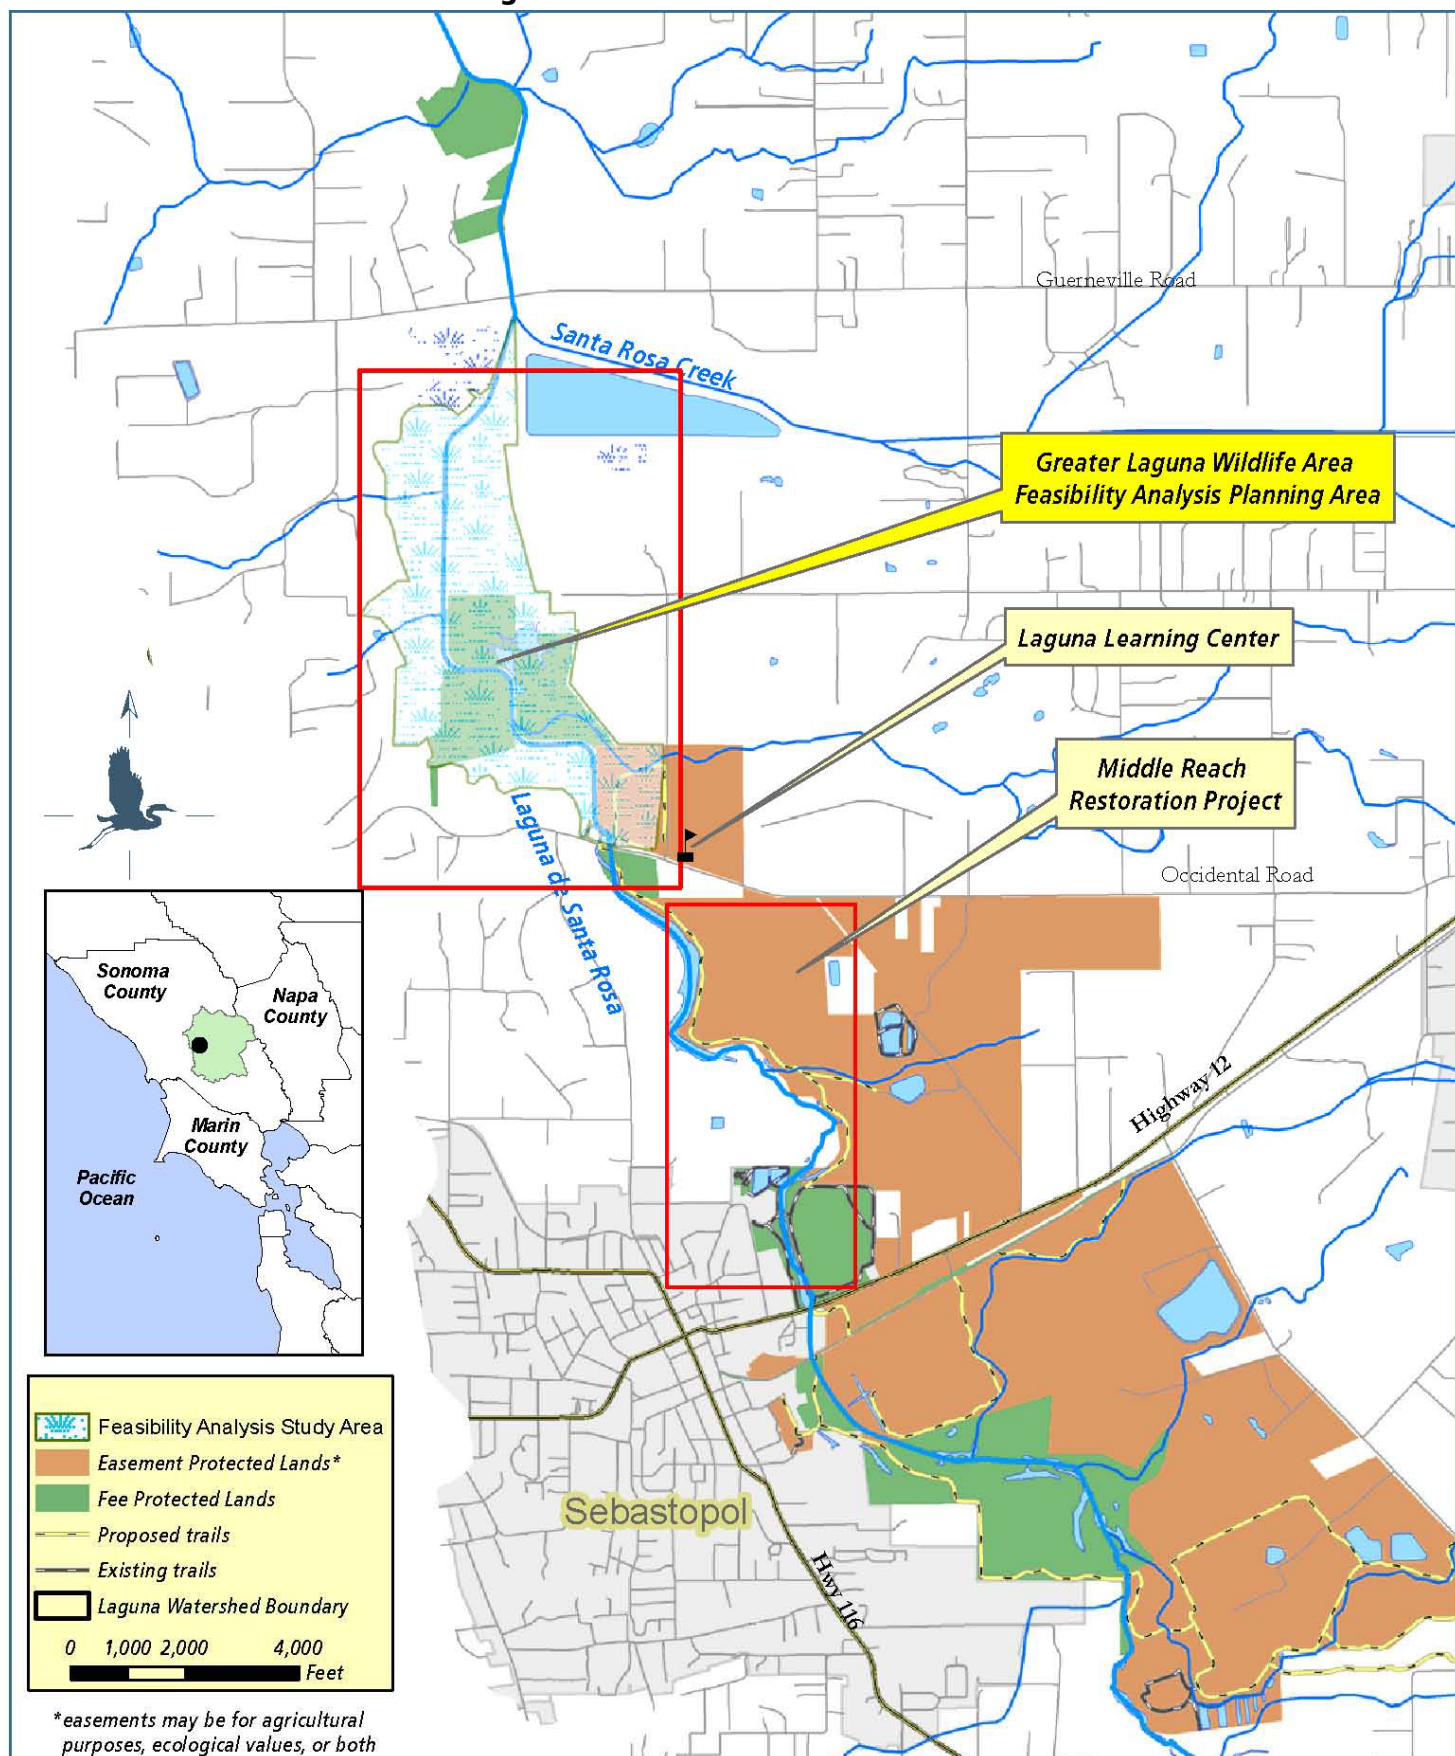 Guerneville Road
Santa Rosa Creek
Greater Laguna Wildlife Area
Feasibility Analysis Planning Area
Laguna Learning Center
Middle Reach
Restoration Project
Laguna de Santa Rosa
Occidental Road
Sonoma
County
Napa
County
Marin
County
Pacific
Ocean
Highway 12
Feasibility Analysis Study Area
Easement Protected Lands*
Fee Protected Lands
Proposed trails
Existing trails
Laguna Watershed Boundary
0 1,000 2,000 4,000
Feet
Sebastopol
Hwy 116
*easements may be for agricultural
purposes, ecological values, or both